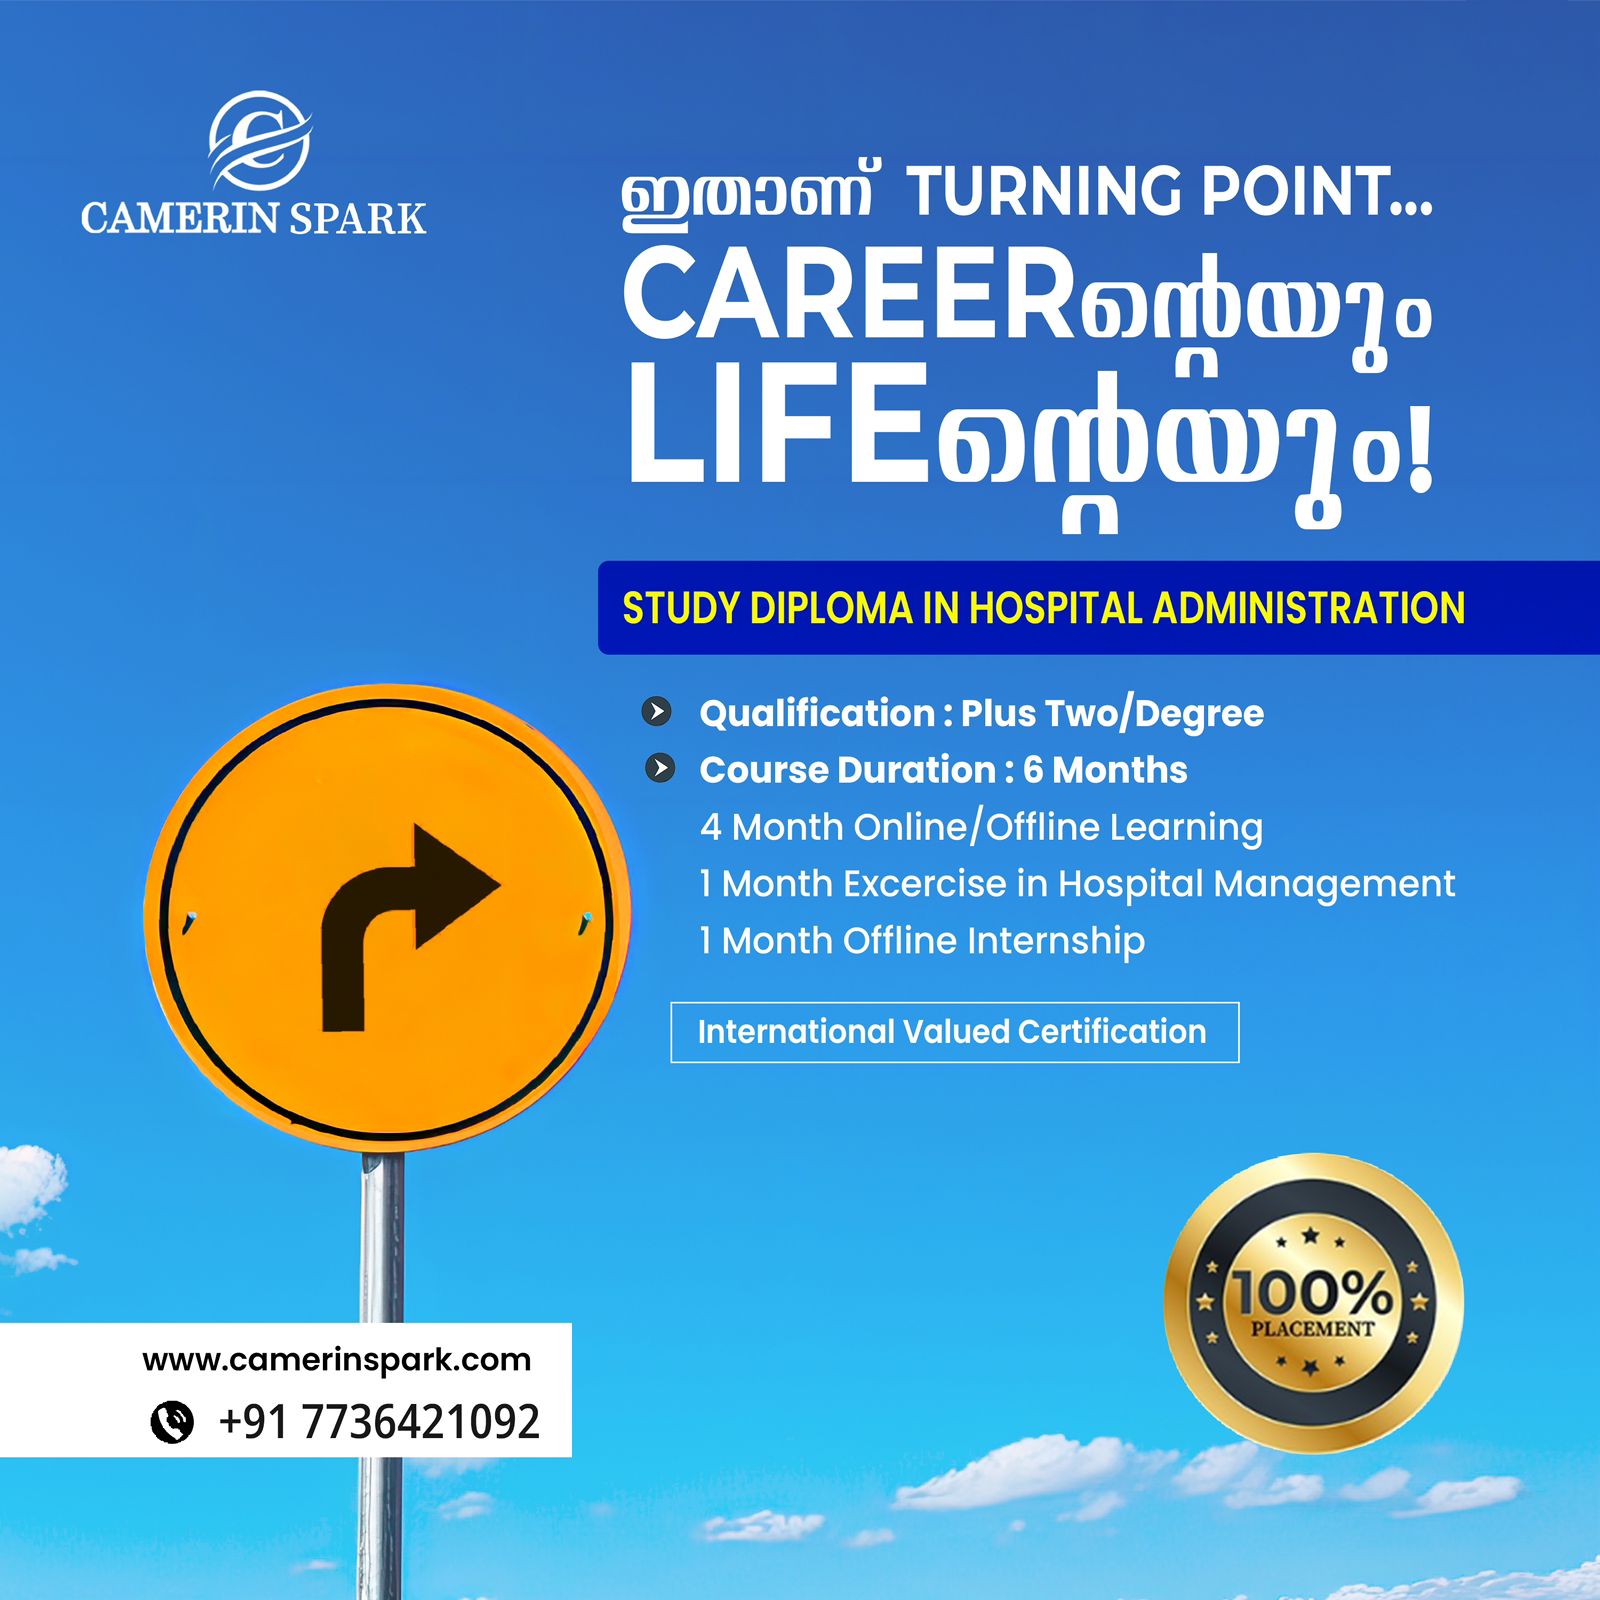 CAMERIN SPARK
ഇതാണ് TURNING POINT...
CAREERന്റെയും
LIFEന്റെയും!
STUDY DIPLOMA IN HOSPITAL ADMINISTRATION
Qualification : Plus Two/Degree
Course Duration : 6 Months
4 Month Online/Offline Learning
1 Month Excercise in Hospital Management
1 Month Offline Internship
International Valued Certification
100%
PLACEMENT
www.camerinspark.com
+91 7736421092